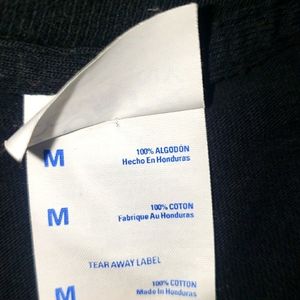 M
100% ALGODON
Hecho En Honduras
M
100% COTON
Fabrique Au Honduras
TEAR AWAY LABEL
M
100% COTTON
Made In Honduras